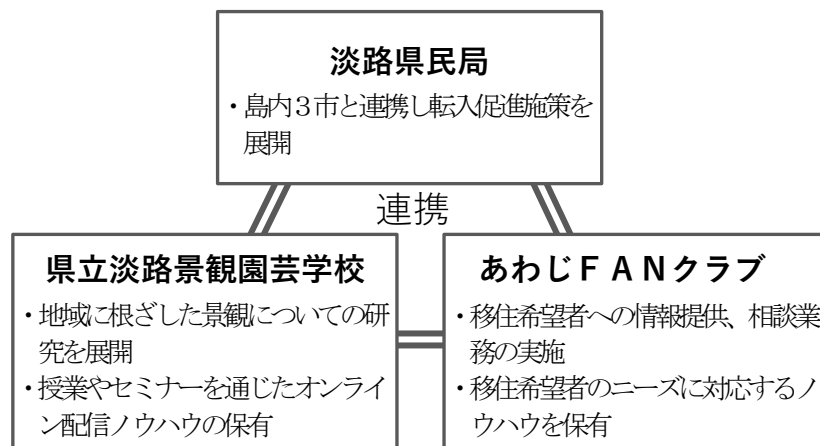 淡路県民局
・島内３市と連携し転入促進施策を
展開
連携
県立淡路景観園芸学校
・地域に根ざした景観についての研
究を展開
・授業やセミナーを通じたオンライ
ン配信ノウハウの保有
あわじＦＡＮクラブ
・移住希望者への情報提供、相談業
務の実施
・移住希望者のニーズに対応するノ
ウハウを保有